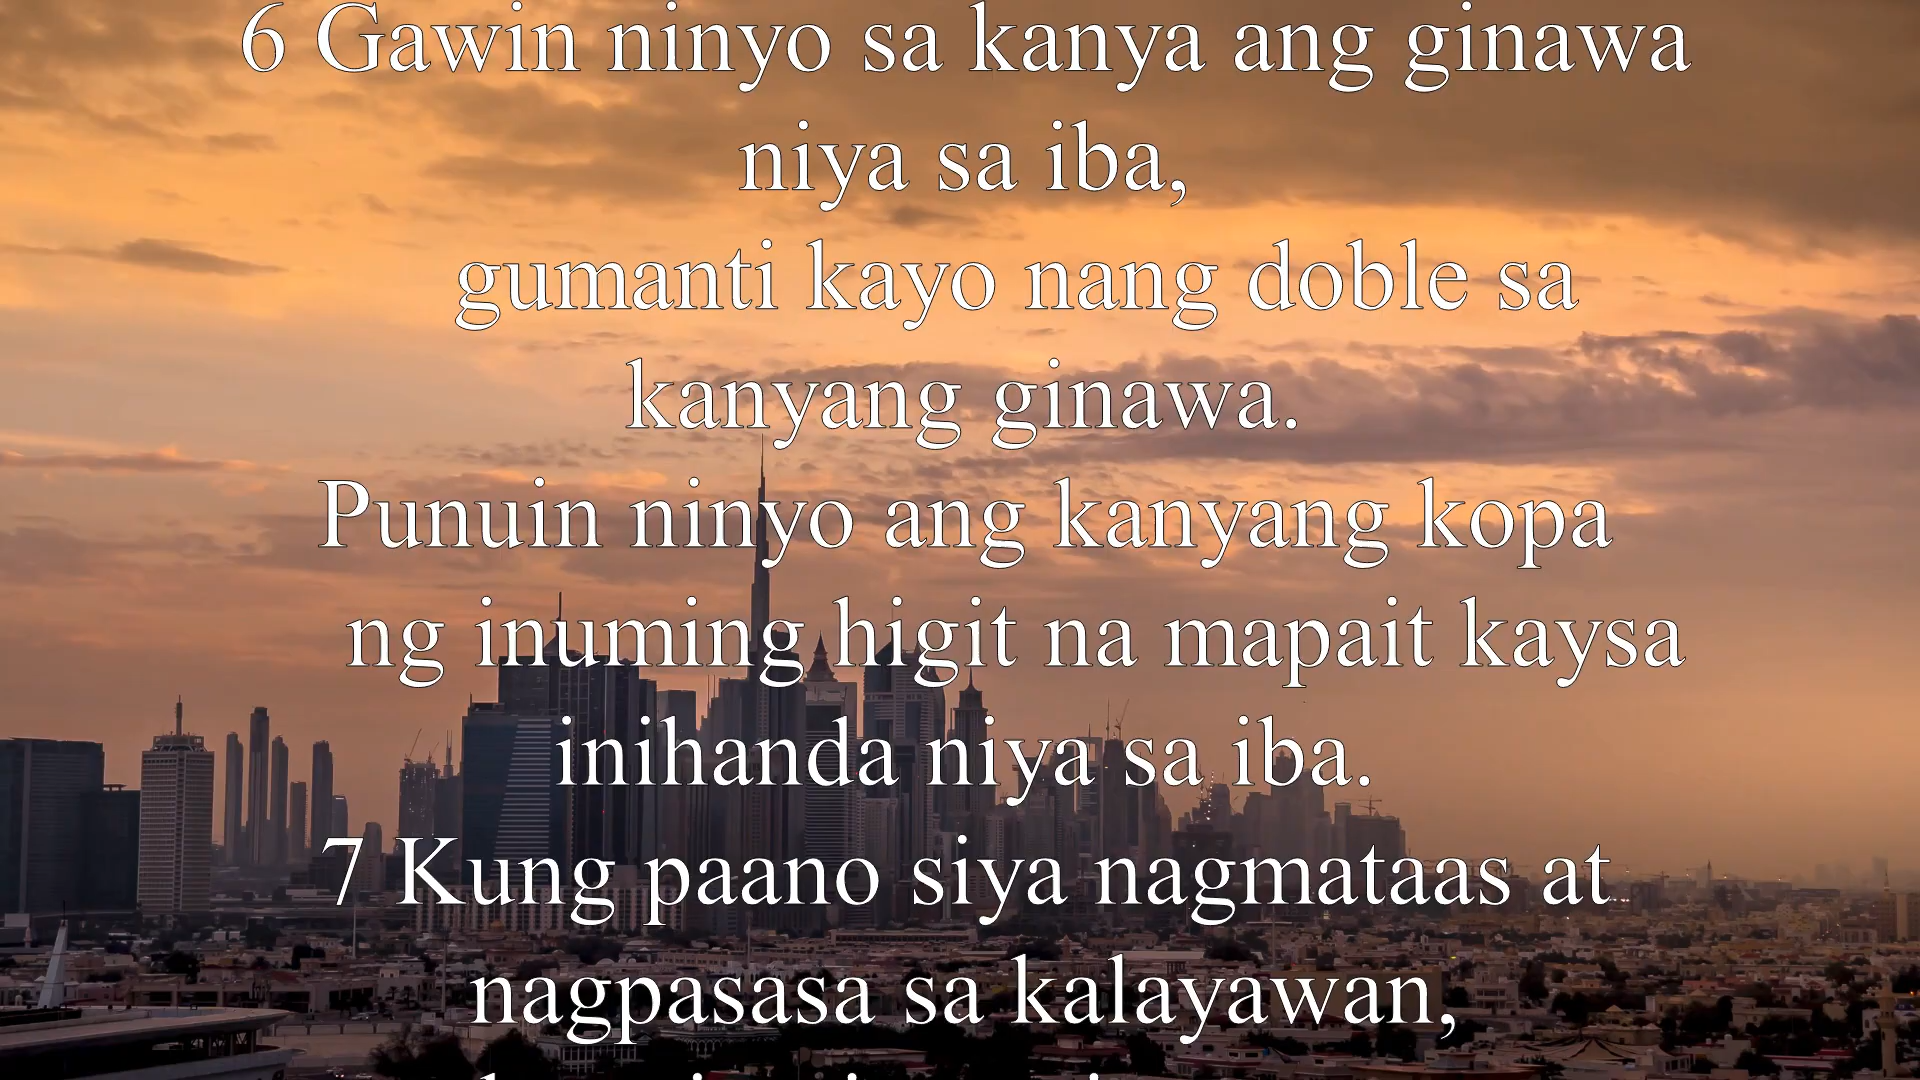 6 Gawin ninyo sa kanya ang ginawa
niya sa iba,
gumanti kayo nang doble sa
kanyang ginawa.
Punuin ninyo ang kanyang kopa
ng inuming higit na mapait kaysa
inihanda niya sa iba.
7 Kung paano siya nagmataas at
nagpasasa sa kalayawan,